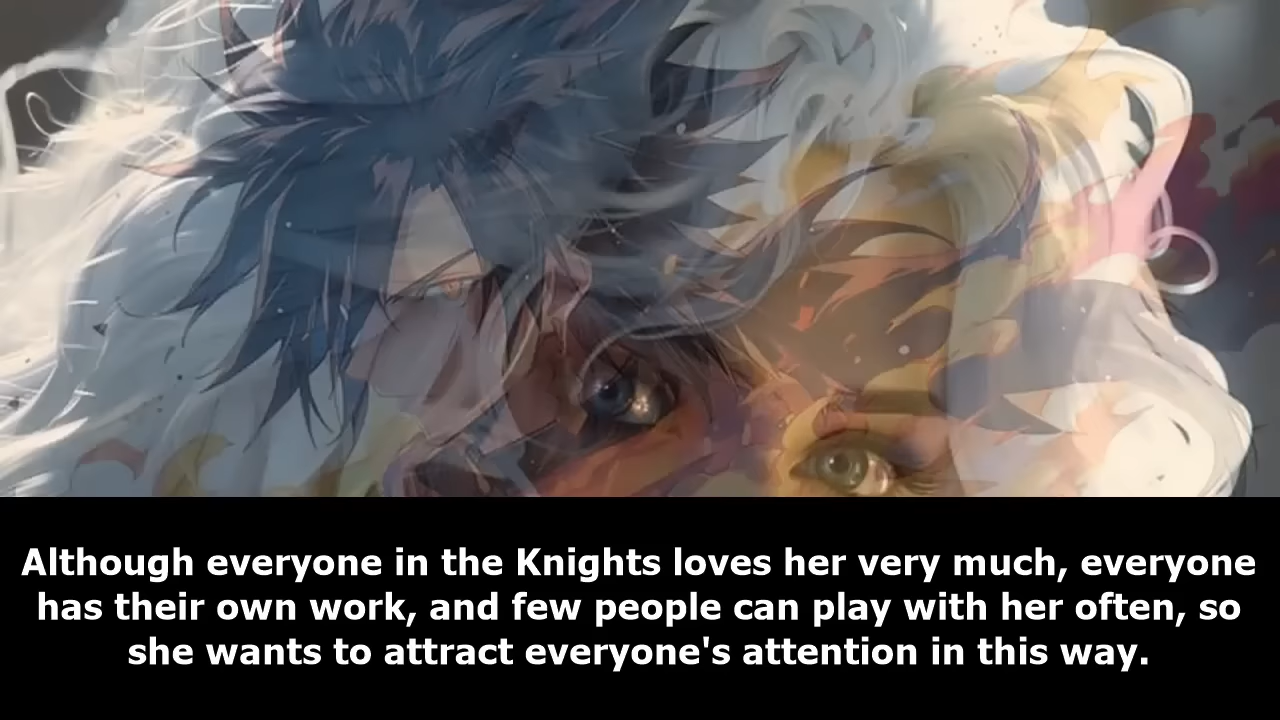 Although everyone in the Knights loves her very much, everyone
has their own work, and few people can play with her often, so
she wants to attract everyone's attention in this way.